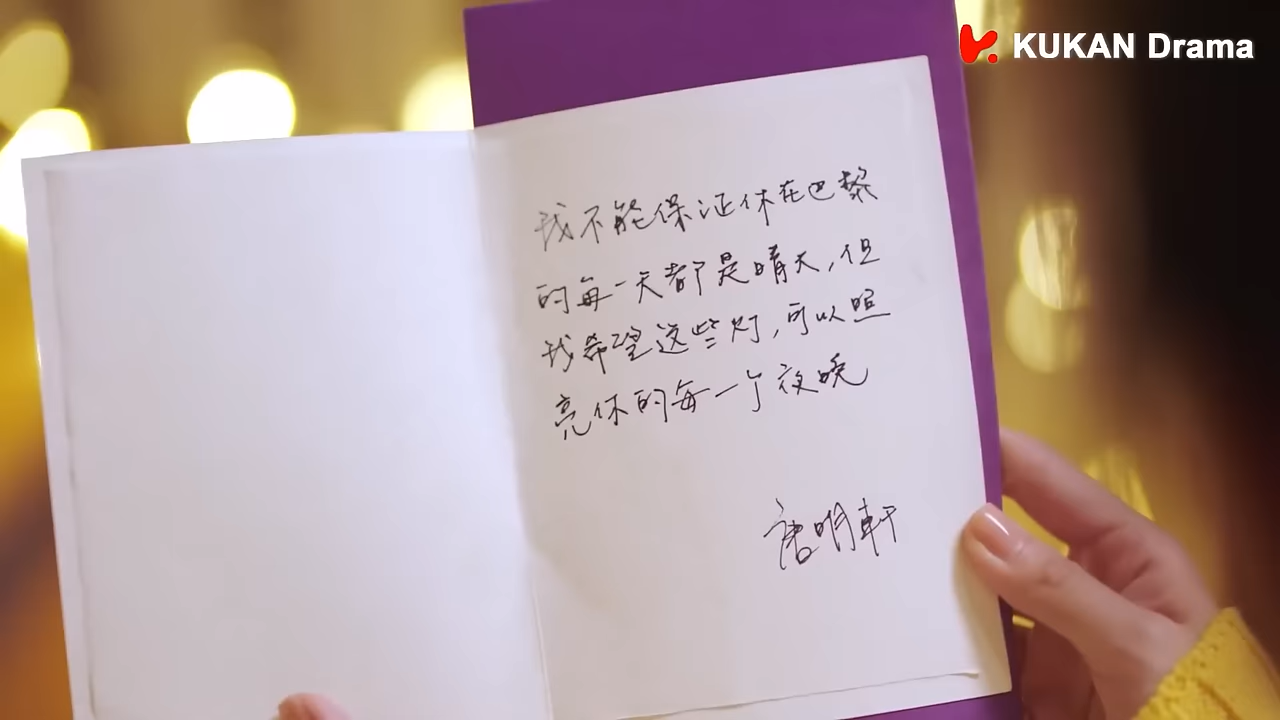 KUKAN Drama
我不能保证你在巴黎
的每一天都是晴天,但
我希望这些灯,可以照
亮你的每一个夜晚
唐明轩